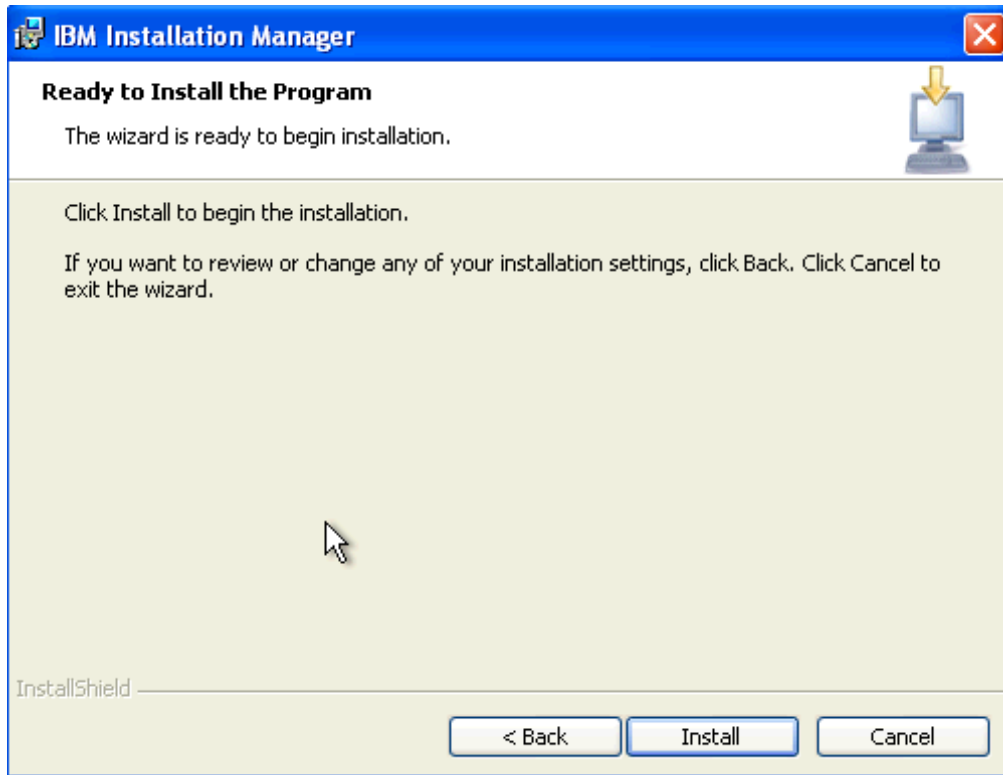 IBM Installation Manager
Ready to Install the Program
The wizard is ready to begin installation.
Click Install to begin the installation.
If you want to review or change any of your installation settings, click Back. Click Cancel to
exit the wizard.
InstallShield
< Back
Install
Cancel